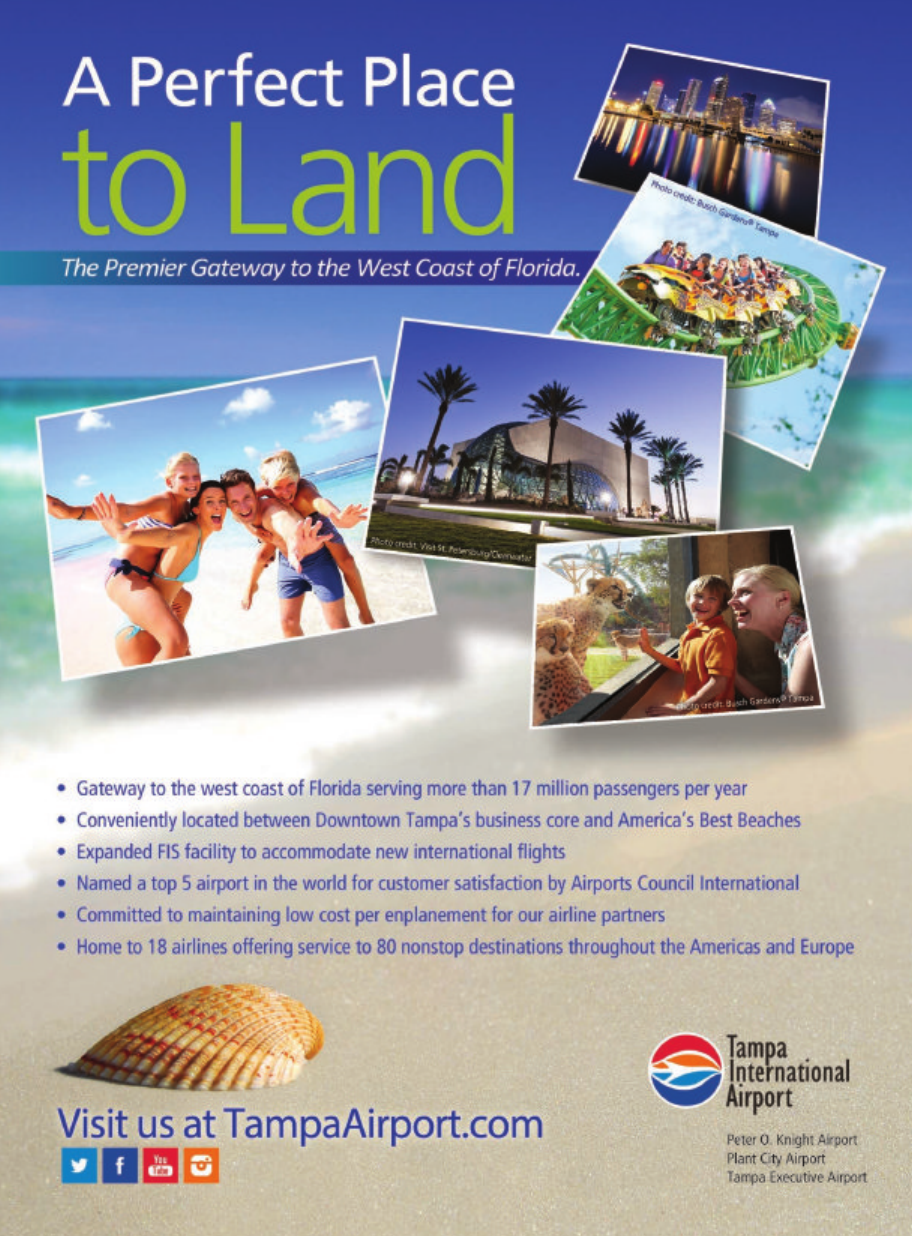 A Perfect Place
to Land
The Premier Gateway to the West Coast of Florida.
Photo credit: Busch Gardens® Tampa
Photo credit: Visit St. Petersburg/Clearwater
Photo credit: Busch Gardens® Tampa
• Gateway to the west coast of Florida serving more than 17 million passengers per year
• Conveniently located between Downtown Tampa's business core and America's Best Beaches
• Expanded FIS facility to accommodate new international flights
• Named a top 5 airport in the world for customer satisfaction by Airports Council International
• Committed to maintaining low cost per enplanement for our airline partners
• Home to 18 airlines offering service to 80 nonstop destinations throughout the Americas and Europe
Tampa
International
Airport
Visit us at TampaAirport.com
f
You
Tube
Peter O. Knight Airport
Plant City Airport
Tampa Executive Airport